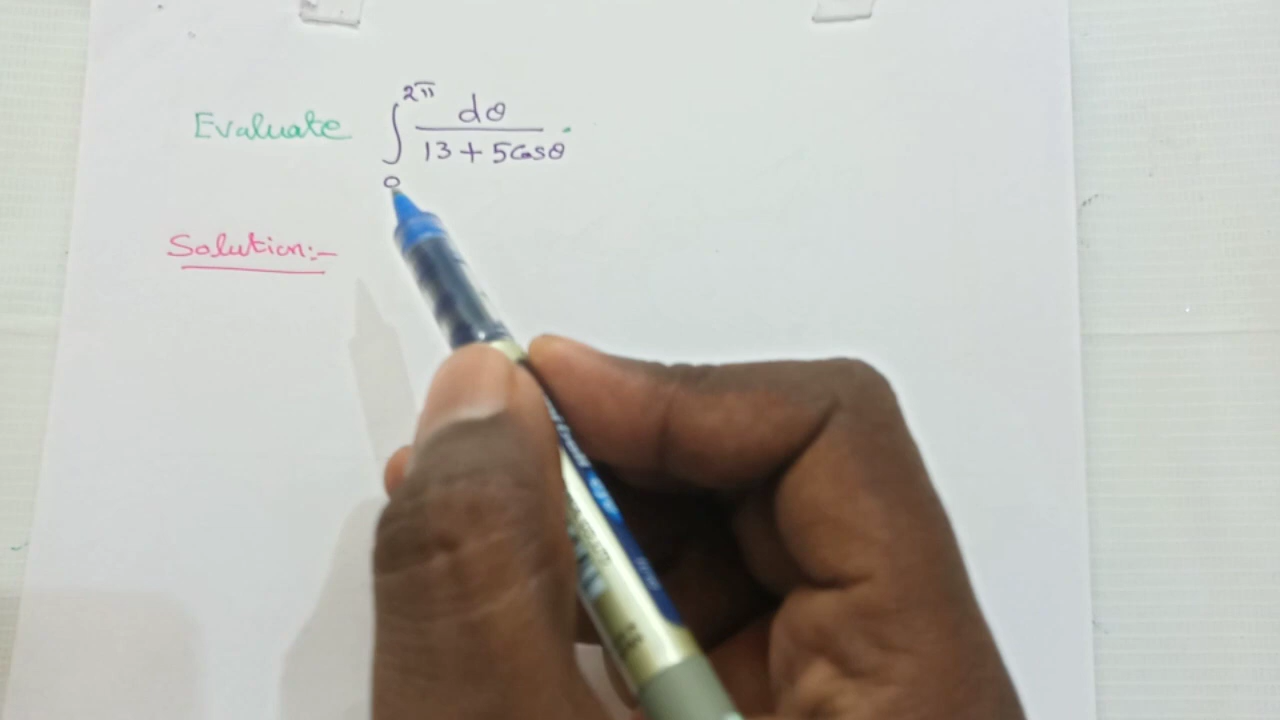 Evaluate ∫₀^{2π} dθ / (13 + 5cosθ) .
Solution:-